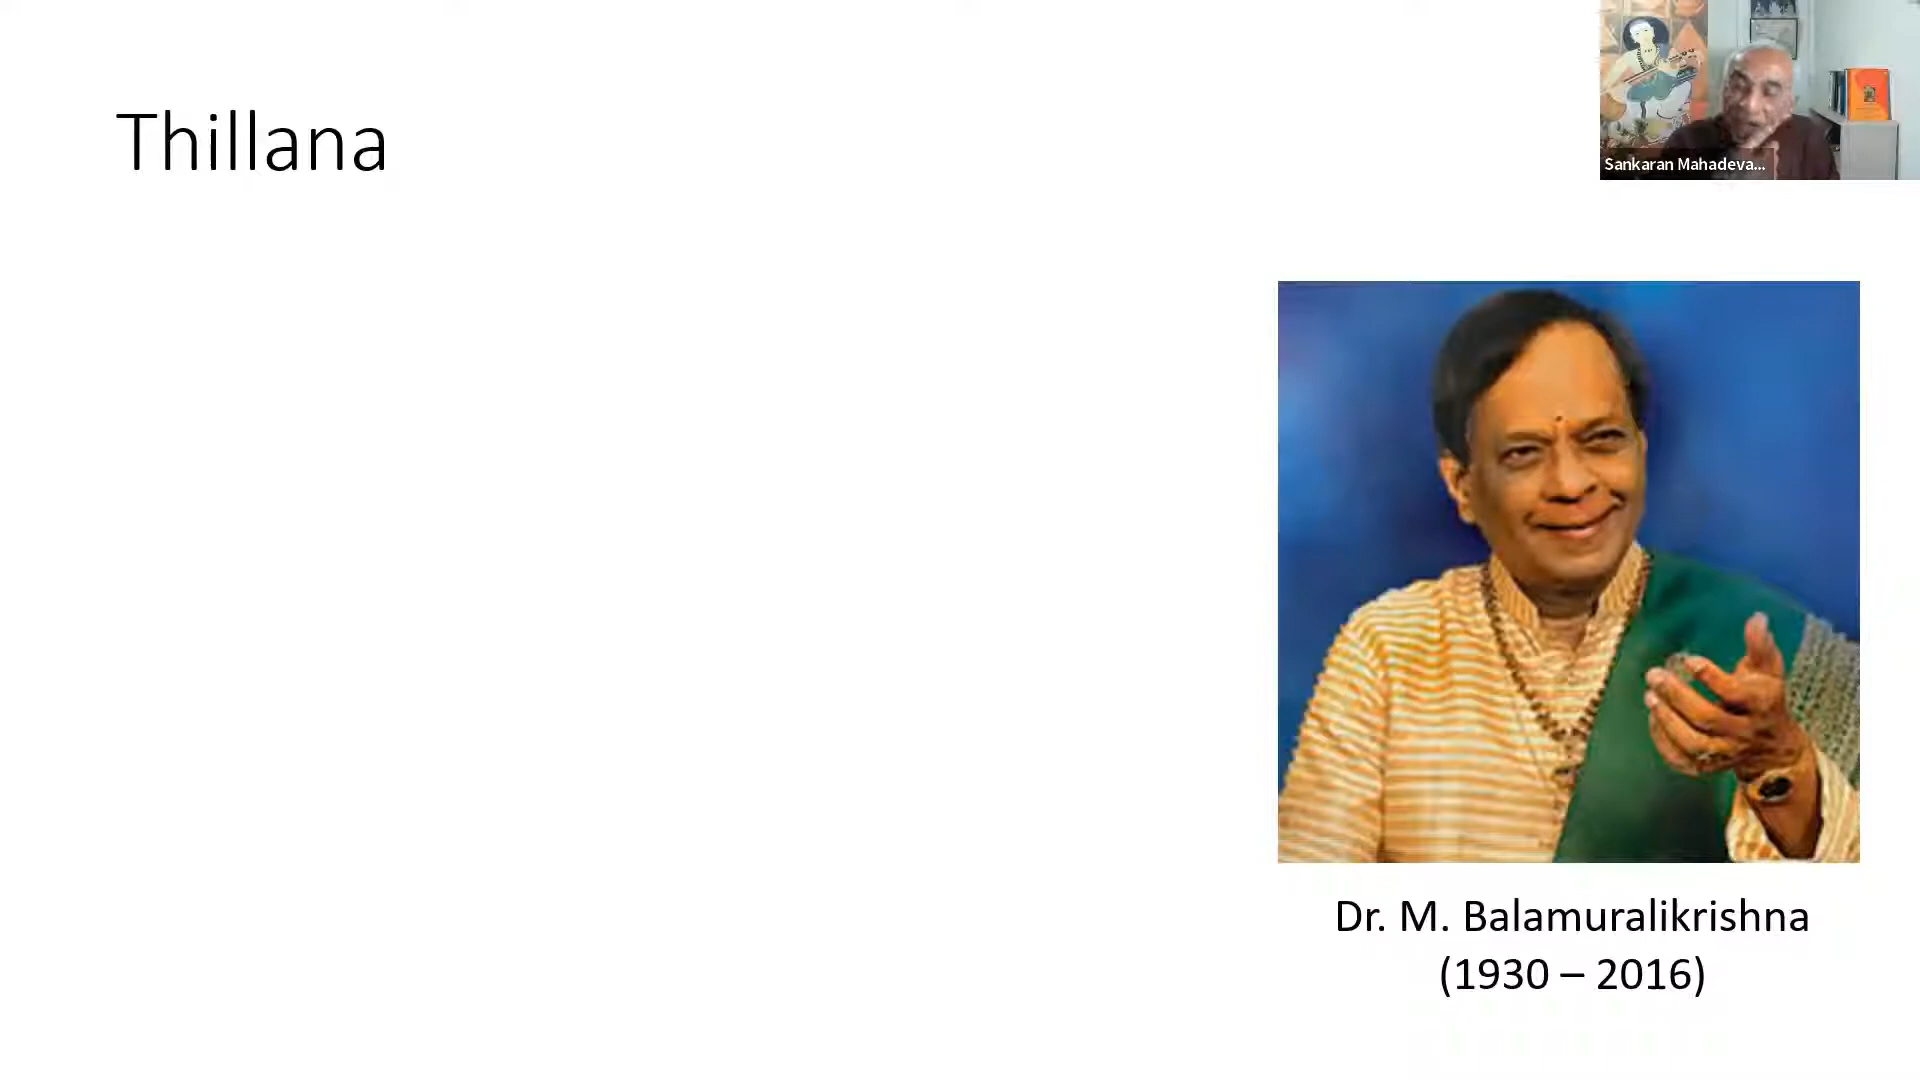 Thillana
Sankaran Mahadeva...
Dr. M. Balamuralikrishna
(1930 – 2016)